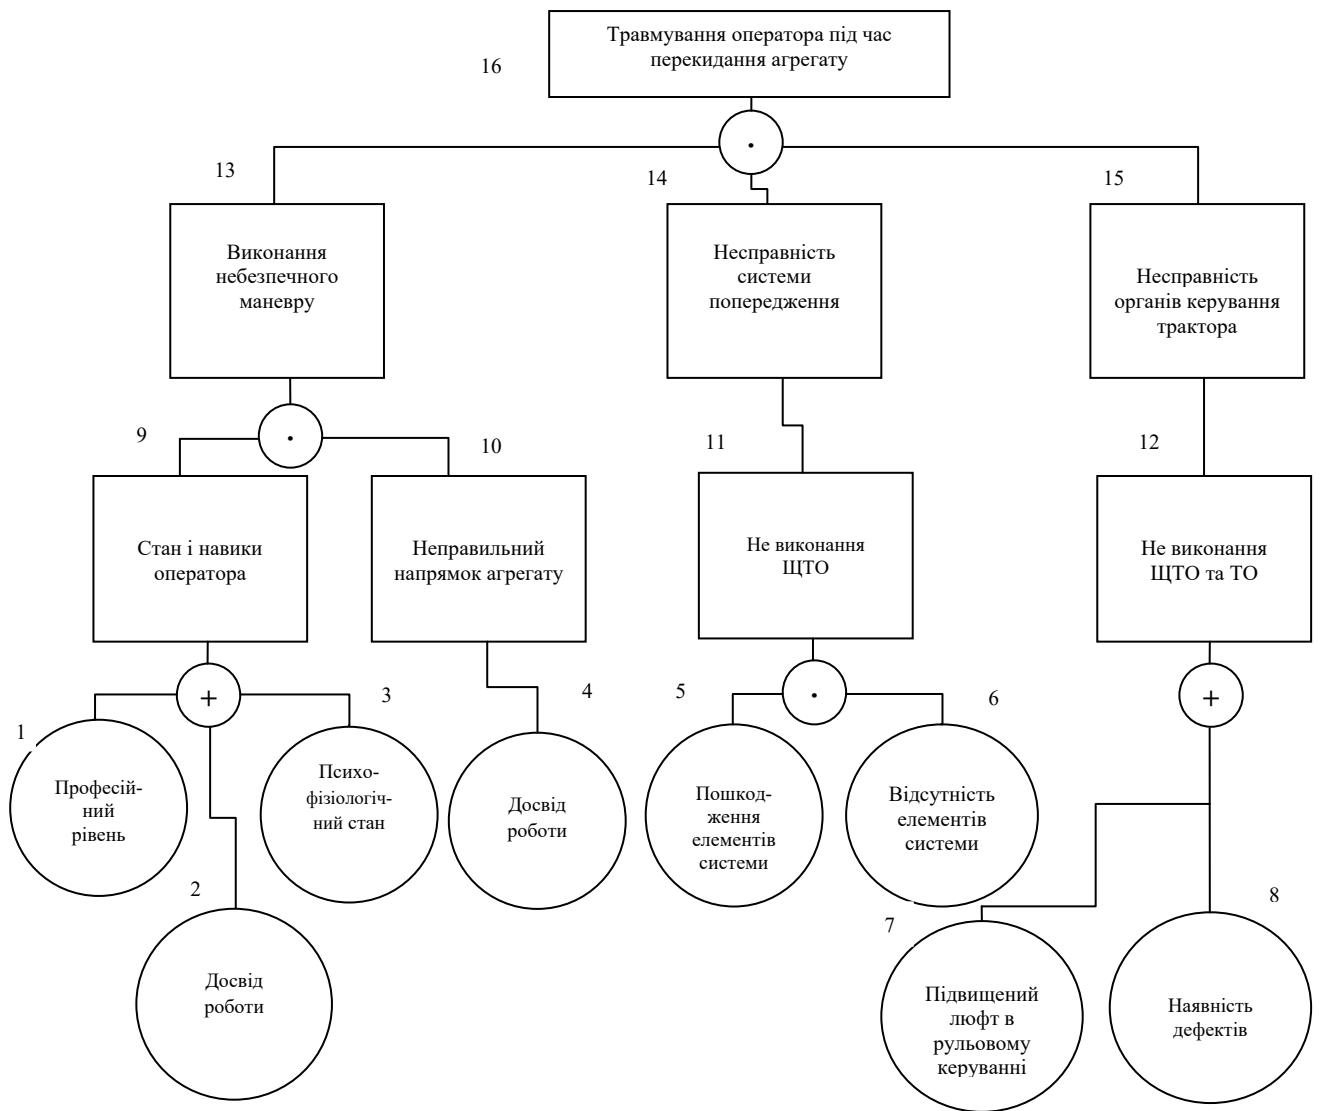 Травмування оператора під час
перекидання агрегату
16
.
13
14
15
Виконання
небезпечного
маневру
Несправність
системи
попередження
Несправність
органів керування
трактора
9
.
10
11
12
Стан і навики
оператора
Неправильний
напрямок агрегату
Не виконання
ЩТО
Не виконання
ЩТО та ТО
+
3
4
5
.
6
+
1
Професій-
ний
рівень
Психо-
фізіологіч-
ний стан
Досвід
роботи
Пошкод-
ження
елементів
системи
Відсутність
елементів
системи
2
Досвід
роботи
7
8
Підвищений
люфт в
рульовому
керуванні
Наявність
дефектів